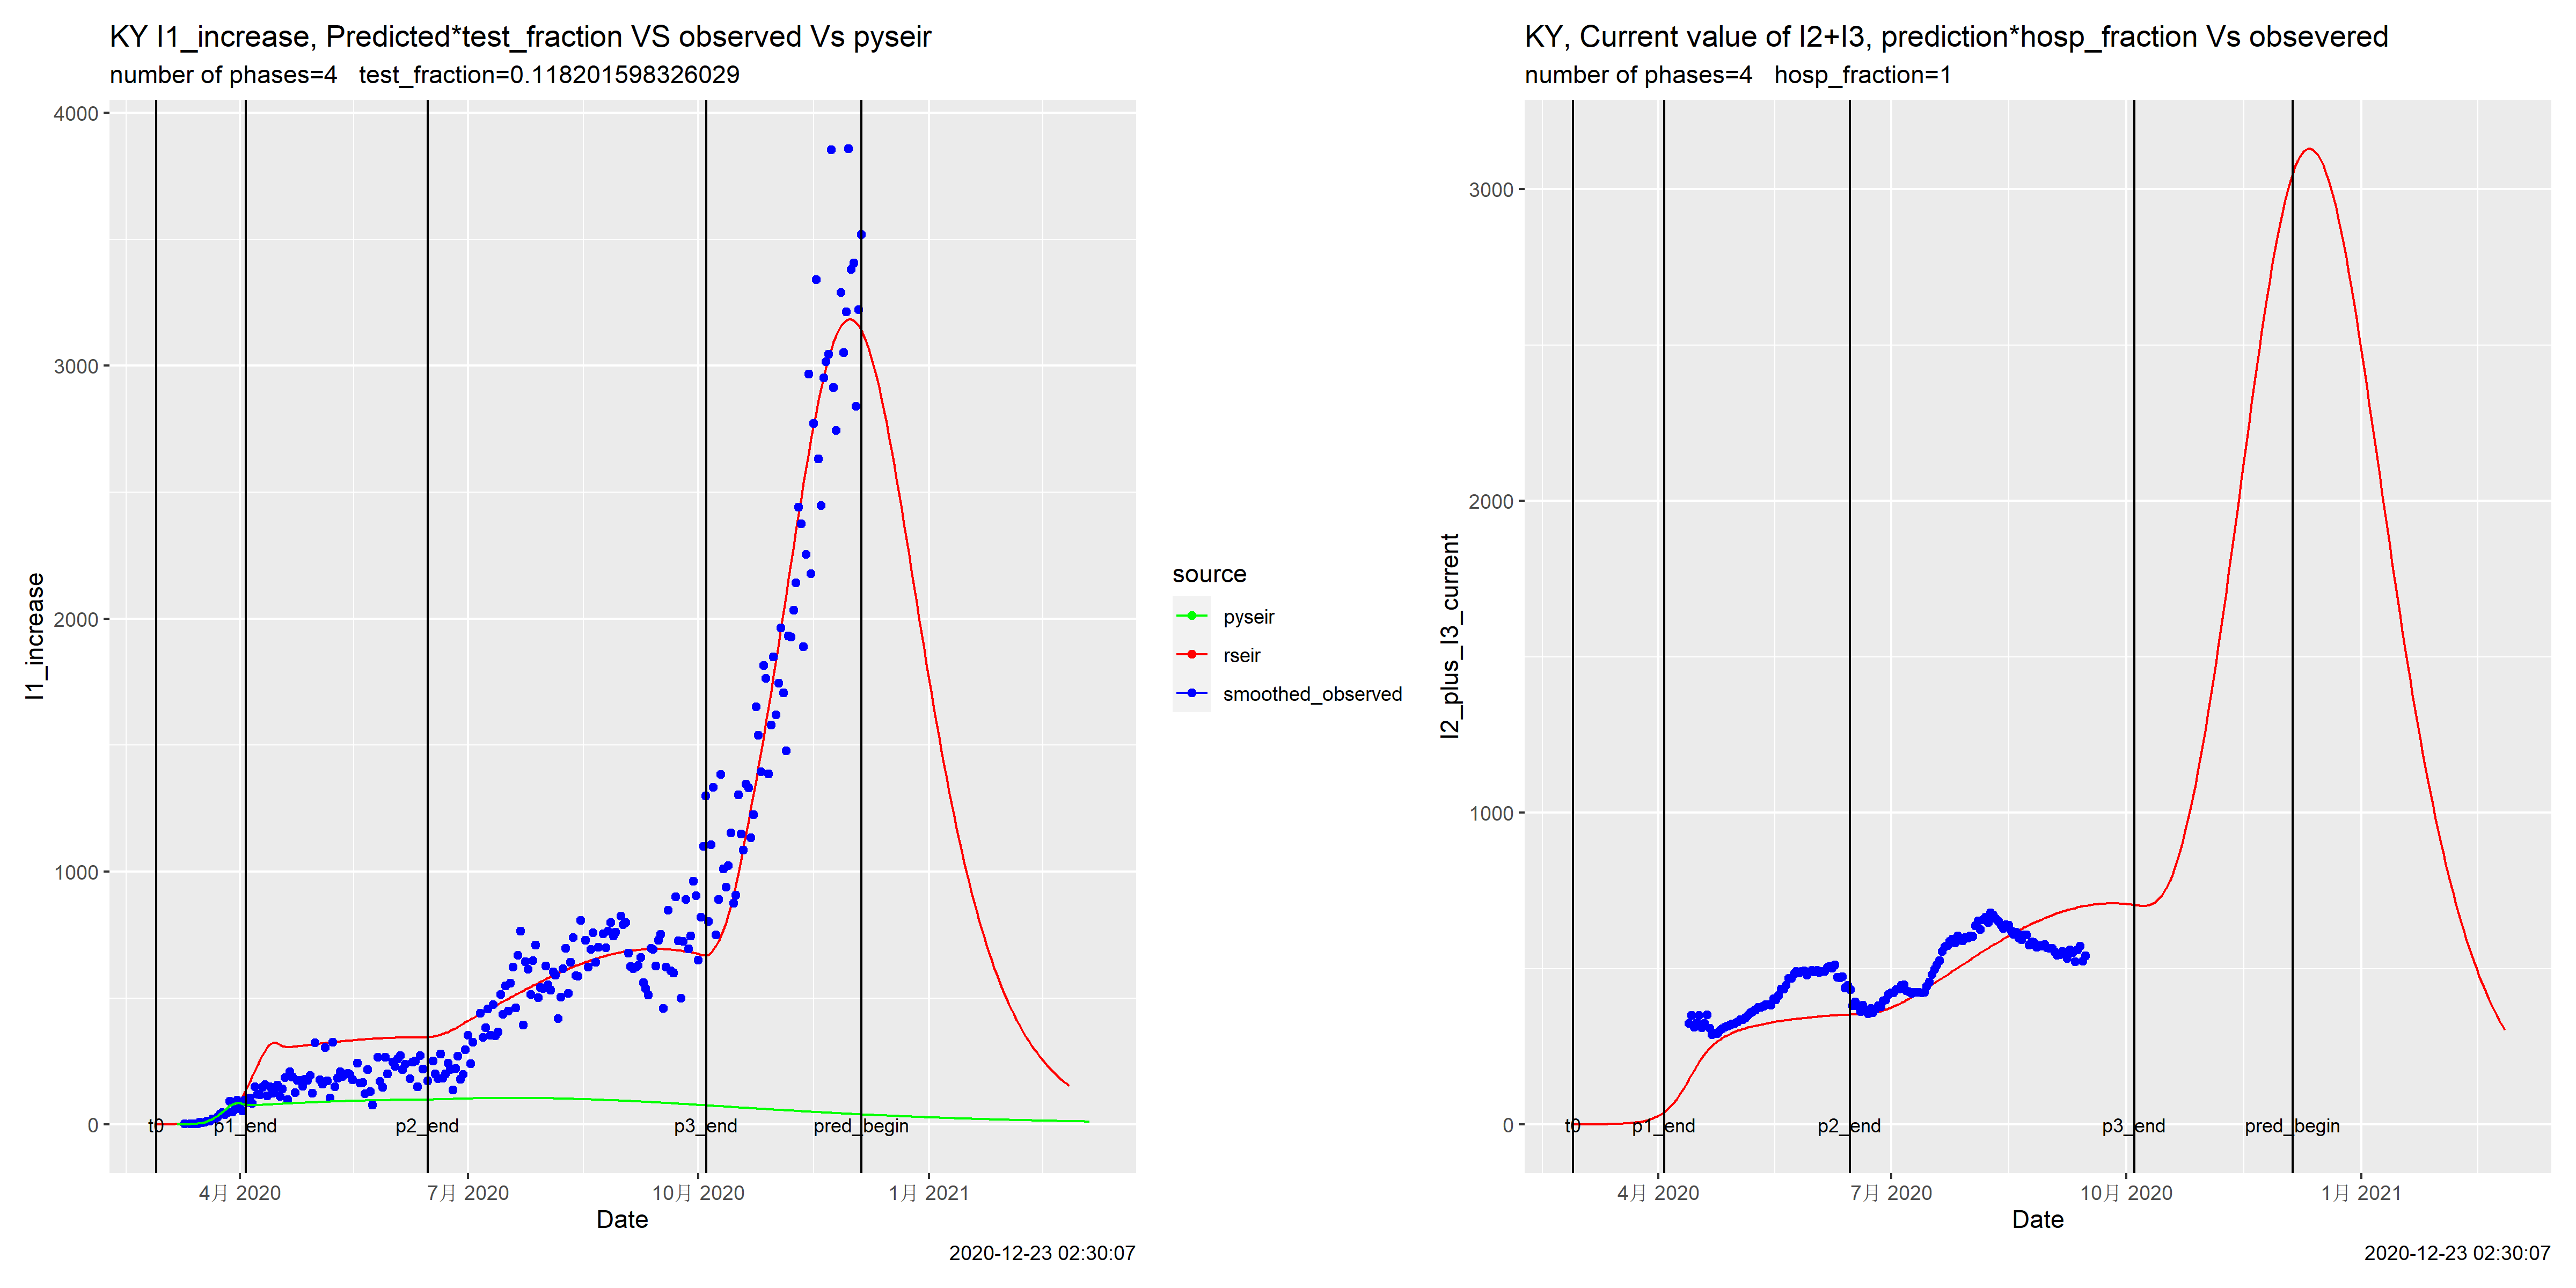 KY I1_increase, Predicted*test_fraction VS observed Vs pyseir
number of phases=4 test_fraction=0.118201598326029
4000
3000
2000
1000
0
I1_increase
t0
p1_end
p2_end
p3_end
pred_begin
4月 2020
7月 2020
10月 2020
1月 2021
Date
2020-12-23 02:30:07
source
pyseir
rseir
smoothed_observed
KY, Current value of I2+I3, prediction*hosp_fraction Vs obsevered
number of phases=4 hosp_fraction=1
3000
2000
1000
0
I2_plus_I3_current
t0
p1_end
p2_end
p3_end
pred_begin
4月 2020
7月 2020
10月 2020
1月 2021
Date
2020-12-23 02:30:07